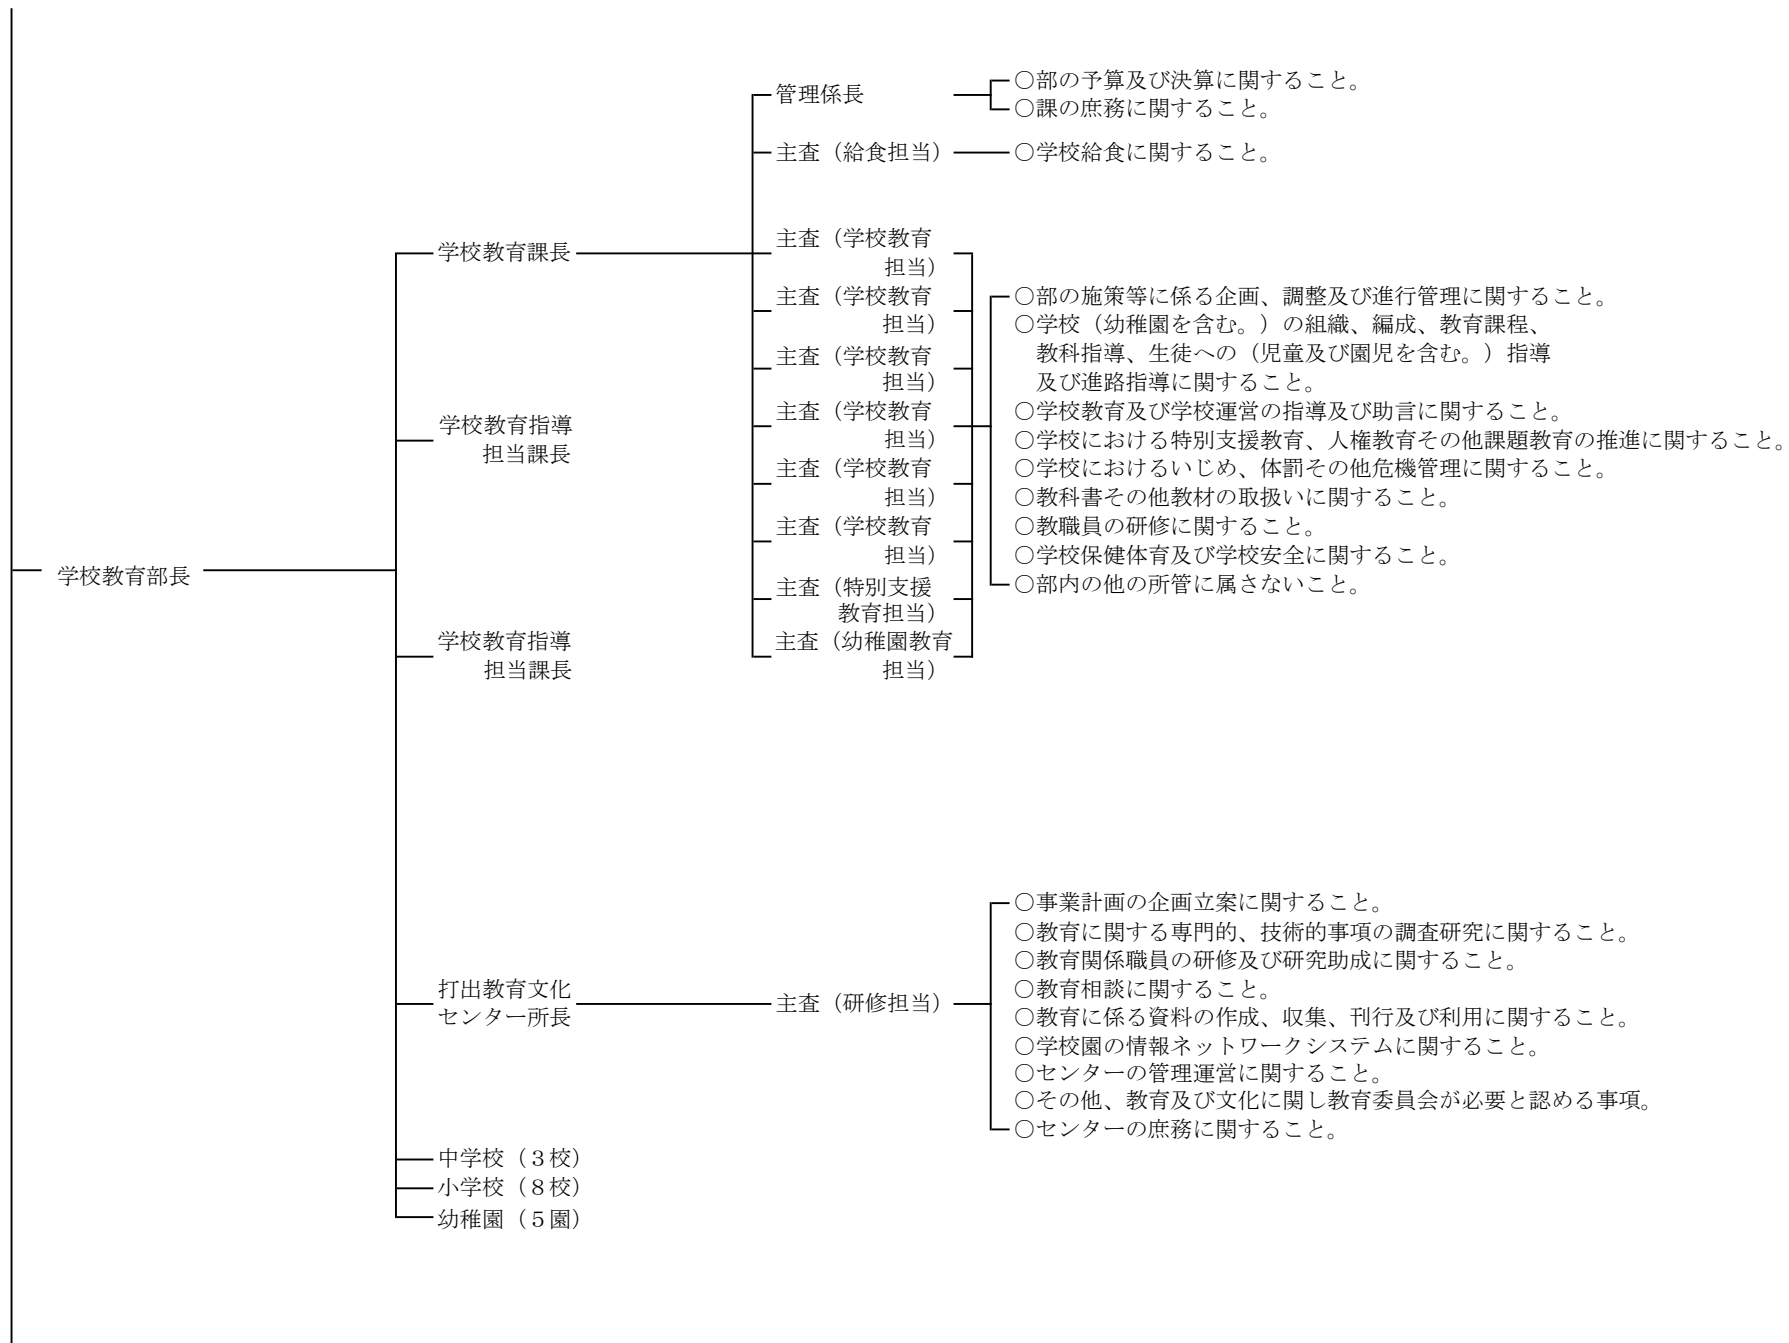 管理係長
○部の予算及び決算に関すること。
○課の庶務に関すること。
主査（給食担当）
○学校給食に関すること。
学校教育課長
主査（学校教育
担当）
主査（学校教育
担当）
主査（学校教育
担当）
主査（学校教育
担当）
主査（学校教育
担当）
主査（学校教育
担当）
主査（特別支援
教育担当）
主査（幼稚園教育
担当）
○部の施策等に係る企画、調整及び進行管理に関すること。
○学校（幼稚園を含む。）の組織、編成、教育課程、
教科指導、生徒への（児童及び園児を含む。）指導
及び進路指導に関すること。
○学校教育及び学校運営の指導及び助言に関すること。
○学校における特別支援教育、人権教育その他課題教育の推進に関すること。
○学校におけるいじめ、体罰その他危機管理に関すること。
○教科書その他教材の取扱いに関すること。
○教職員の研修に関すること。
○学校保健体育及び学校安全に関すること。
○部内の他の所管に属さないこと。
学校教育指導
担当課長
学校教育部長
学校教育指導
担当課長
打出教育文化
センター所長
主査（研修担当）
○事業計画の企画立案に関すること。
○教育に関する専門的、技術的事項の調査研究に関すること。
○教育関係職員の研修及び研究助成に関すること。
○教育相談に関すること。
○教育に係る資料の作成、収集、刊行及び利用に関すること。
○学校園の情報ネットワークシステムに関すること。
○センターの管理運営に関すること。
○その他、教育及び文化に関し教育委員会が必要と認める事項。
○センターの庶務に関すること。
中学校（３校）
小学校（８校）
幼稚園（５園）